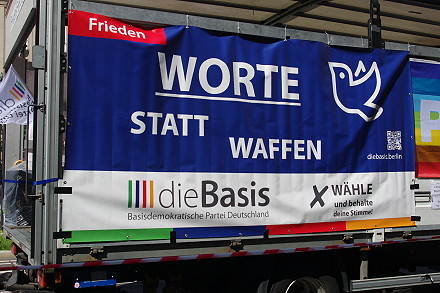 Frieden
WORTE
STATT
WAFFEN
diebasis.berlin
dieBasis
Basisdemokratische Partei Deutschland
WÄHLE
und behalte
deine Stimme!